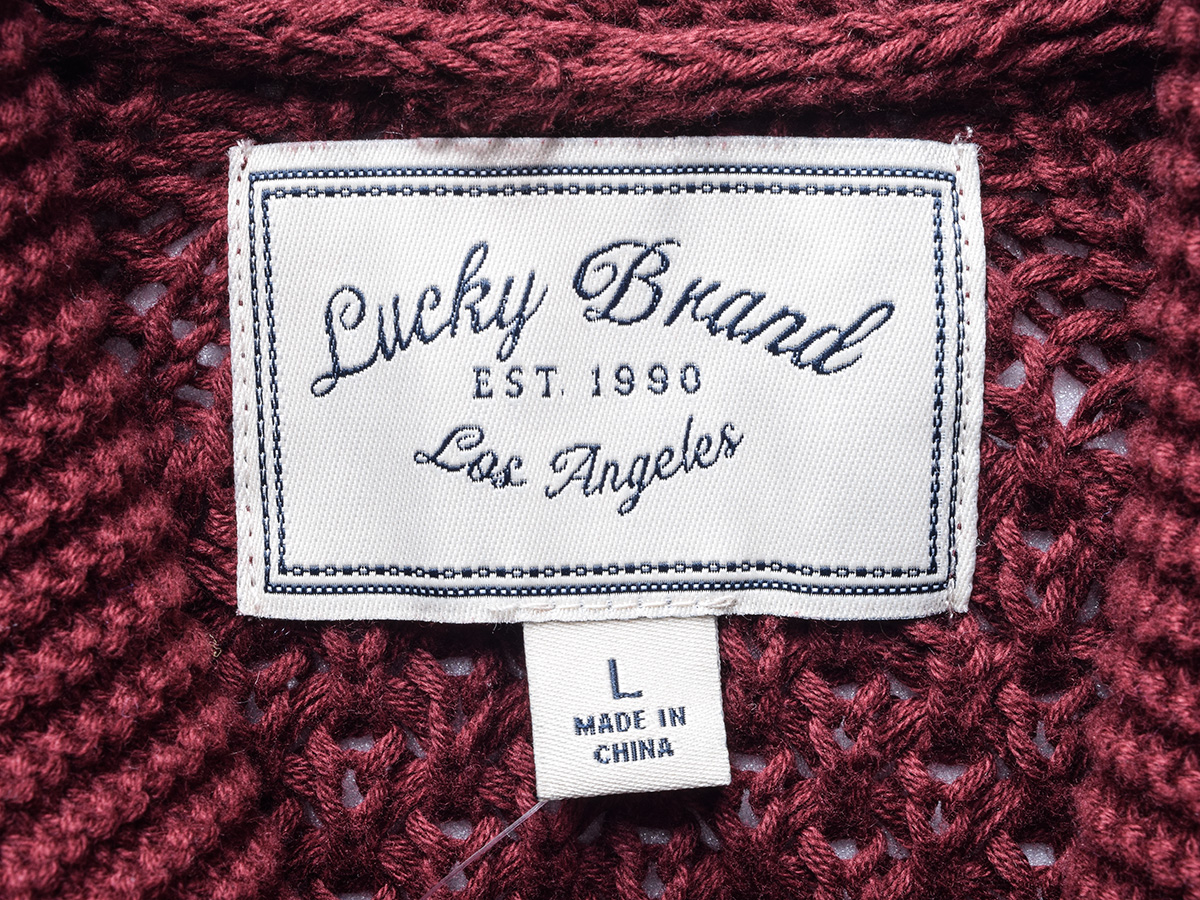 Lucky Brand
EST. 1990
Los Angeles
L
MADE IN
CHINA